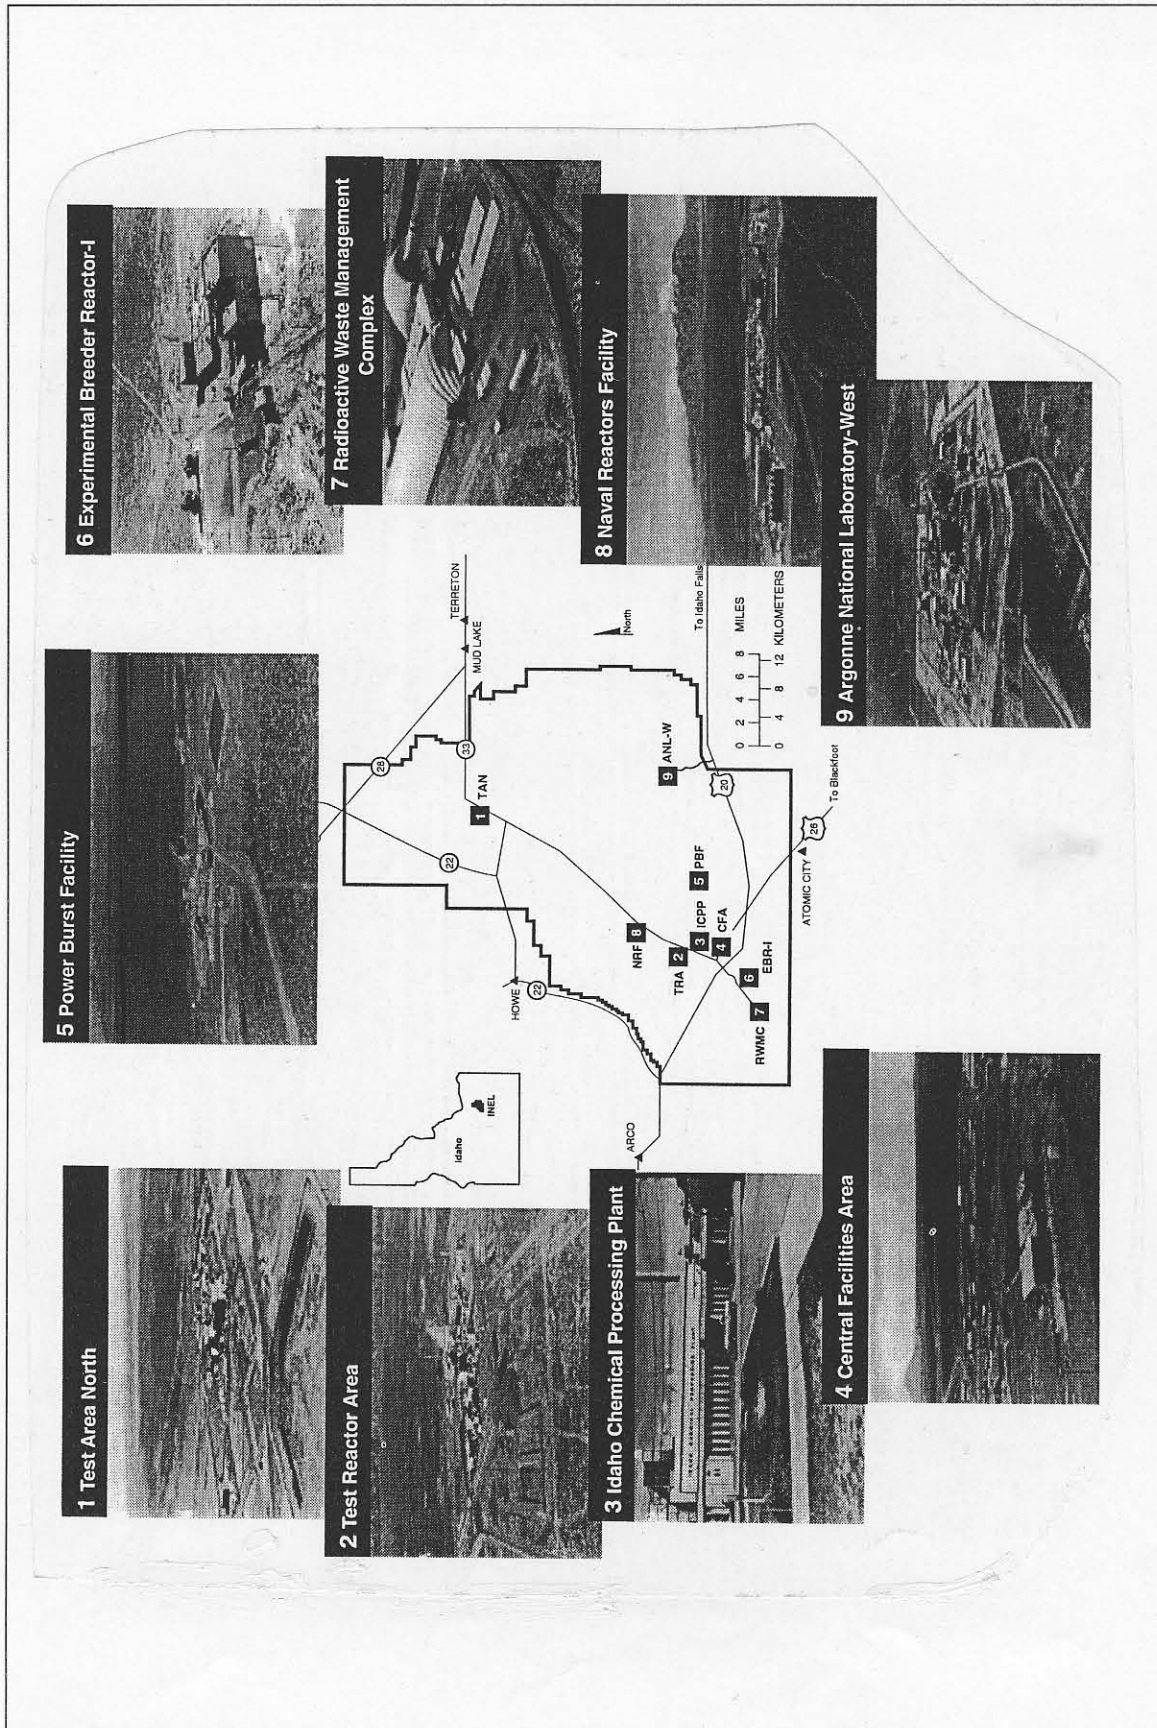 1 Test Area North
2 Test Reactor Area
3 Idaho Chemical Processing Plant
4 Central Facilities Area
5 Power Burst Facility
6 Experimental Breeder Reactor-I
7 Radioactive Waste Management
Complex
8 Naval Reactors Facility
9 Argonne National Laboratory-West
Idaho
INEL
28
22
33
MUD LAKE
TERRETON
1 TAN
HOWE
22
North
NRF 8
TRA 2
3 ICPP
5 PBF
4 CFA
6 EBR-I
RWMC 7
9 ANL-W
ARCO
20
To Idaho Falls
26
To Blackfoot
ATOMIC CITY
0 2 4 6 8 MILES
0 4 8 12 KILOMETERS